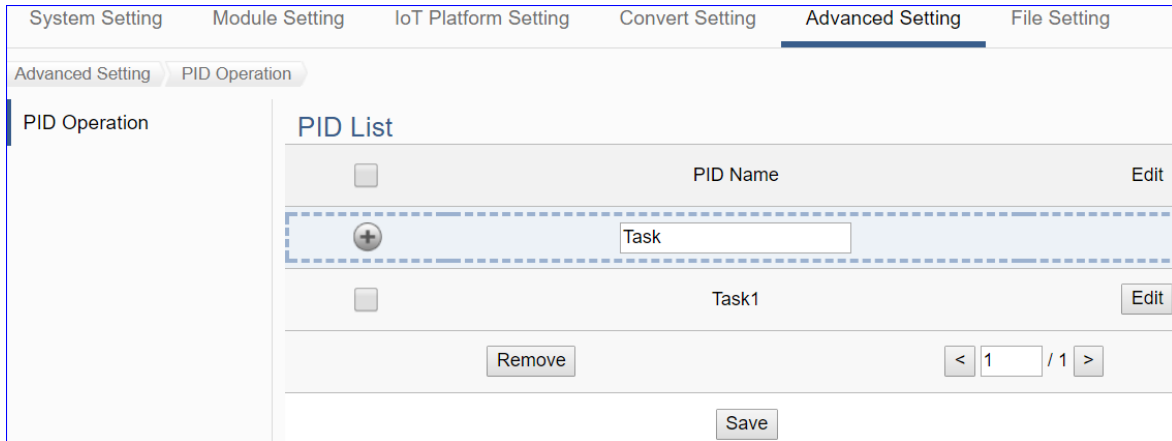 System Setting Module Setting IoT Platform Setting Convert Setting Advanced Setting File Setting
Advanced Setting PID Operation
PID Operation
PID List
PID Name Edit
Task
Task1 Edit
Remove < 1 / 1 >
Save